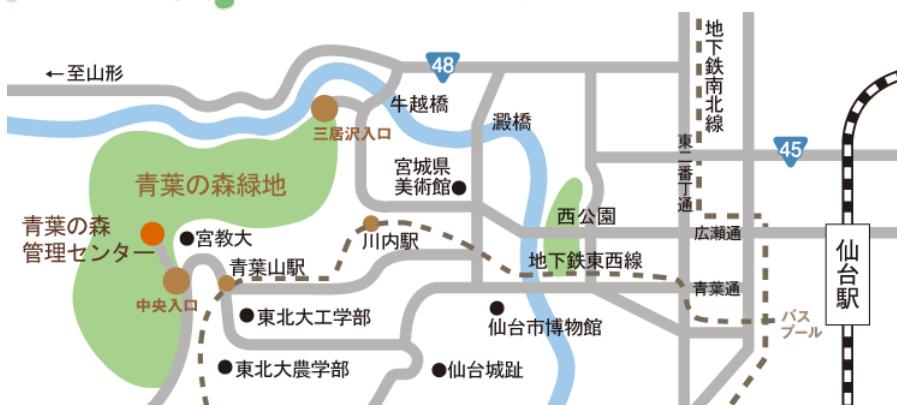 ←至山形
48
牛越橋
澱橋
地下鉄南北線
三居沢入口
東二番丁通
45
宮城県
美術館
青葉の森緑地
西公園
青葉の森
管理センター
宮教大
川内駅
広瀬通
仙台駅
青葉山駅
地下鉄東西線
中央入口
青葉通
東北大工学部
仙台市博物館
バス
プール
東北大農学部
仙台城趾